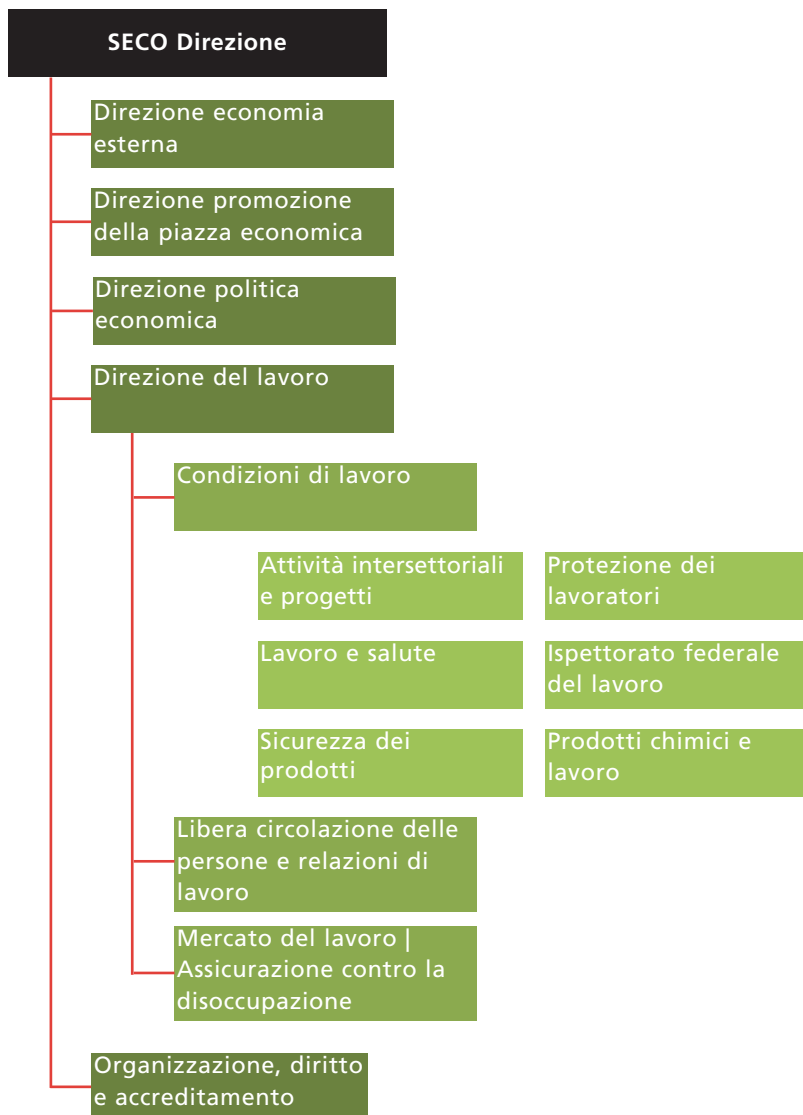 SECO Direzione
Direzione economia
esterna
Direzione promozione
della piazza economica
Direzione politica
economica
Direzione del lavoro
Condizioni di lavoro
Attività intersettoriali
e progetti
Protezione dei
lavoratori
Lavoro e salute
Ispettorato federale
del lavoro
Sicurezza dei
prodotti
Prodotti chimici e
lavoro
Libera circolazione delle
persone e relazioni di
lavoro
Mercato del lavoro |
Assicurazione contro la
disoccupazione
Organizzazione, diritto
e accreditamento